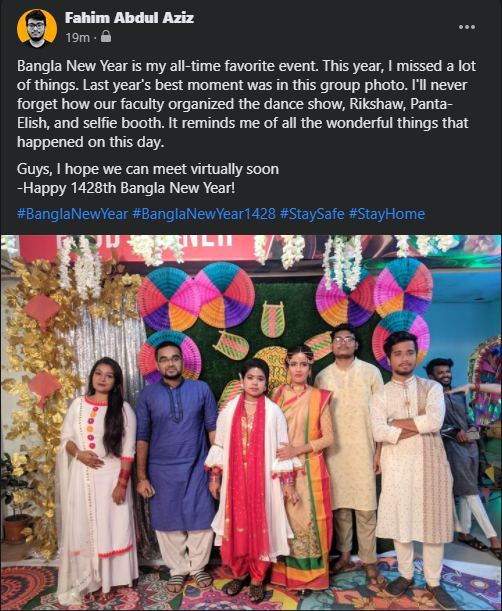 Fahim Abdul Aziz
19m ·
Bangla New Year is my all-time favorite event. This year, I missed a lot
of things. Last year's best moment was in this group photo. I'll never
forget how our faculty organized the dance show, Rikshaw, Panta-
Elish, and selfie booth. It reminds me of all the wonderful things that
happened on this day.
Guys, I hope we can meet virtually soon
-Happy 1428th Bangla New Year!
#BanglaNewYear #BanglaNewYear1428 #StaySafe #StayHome